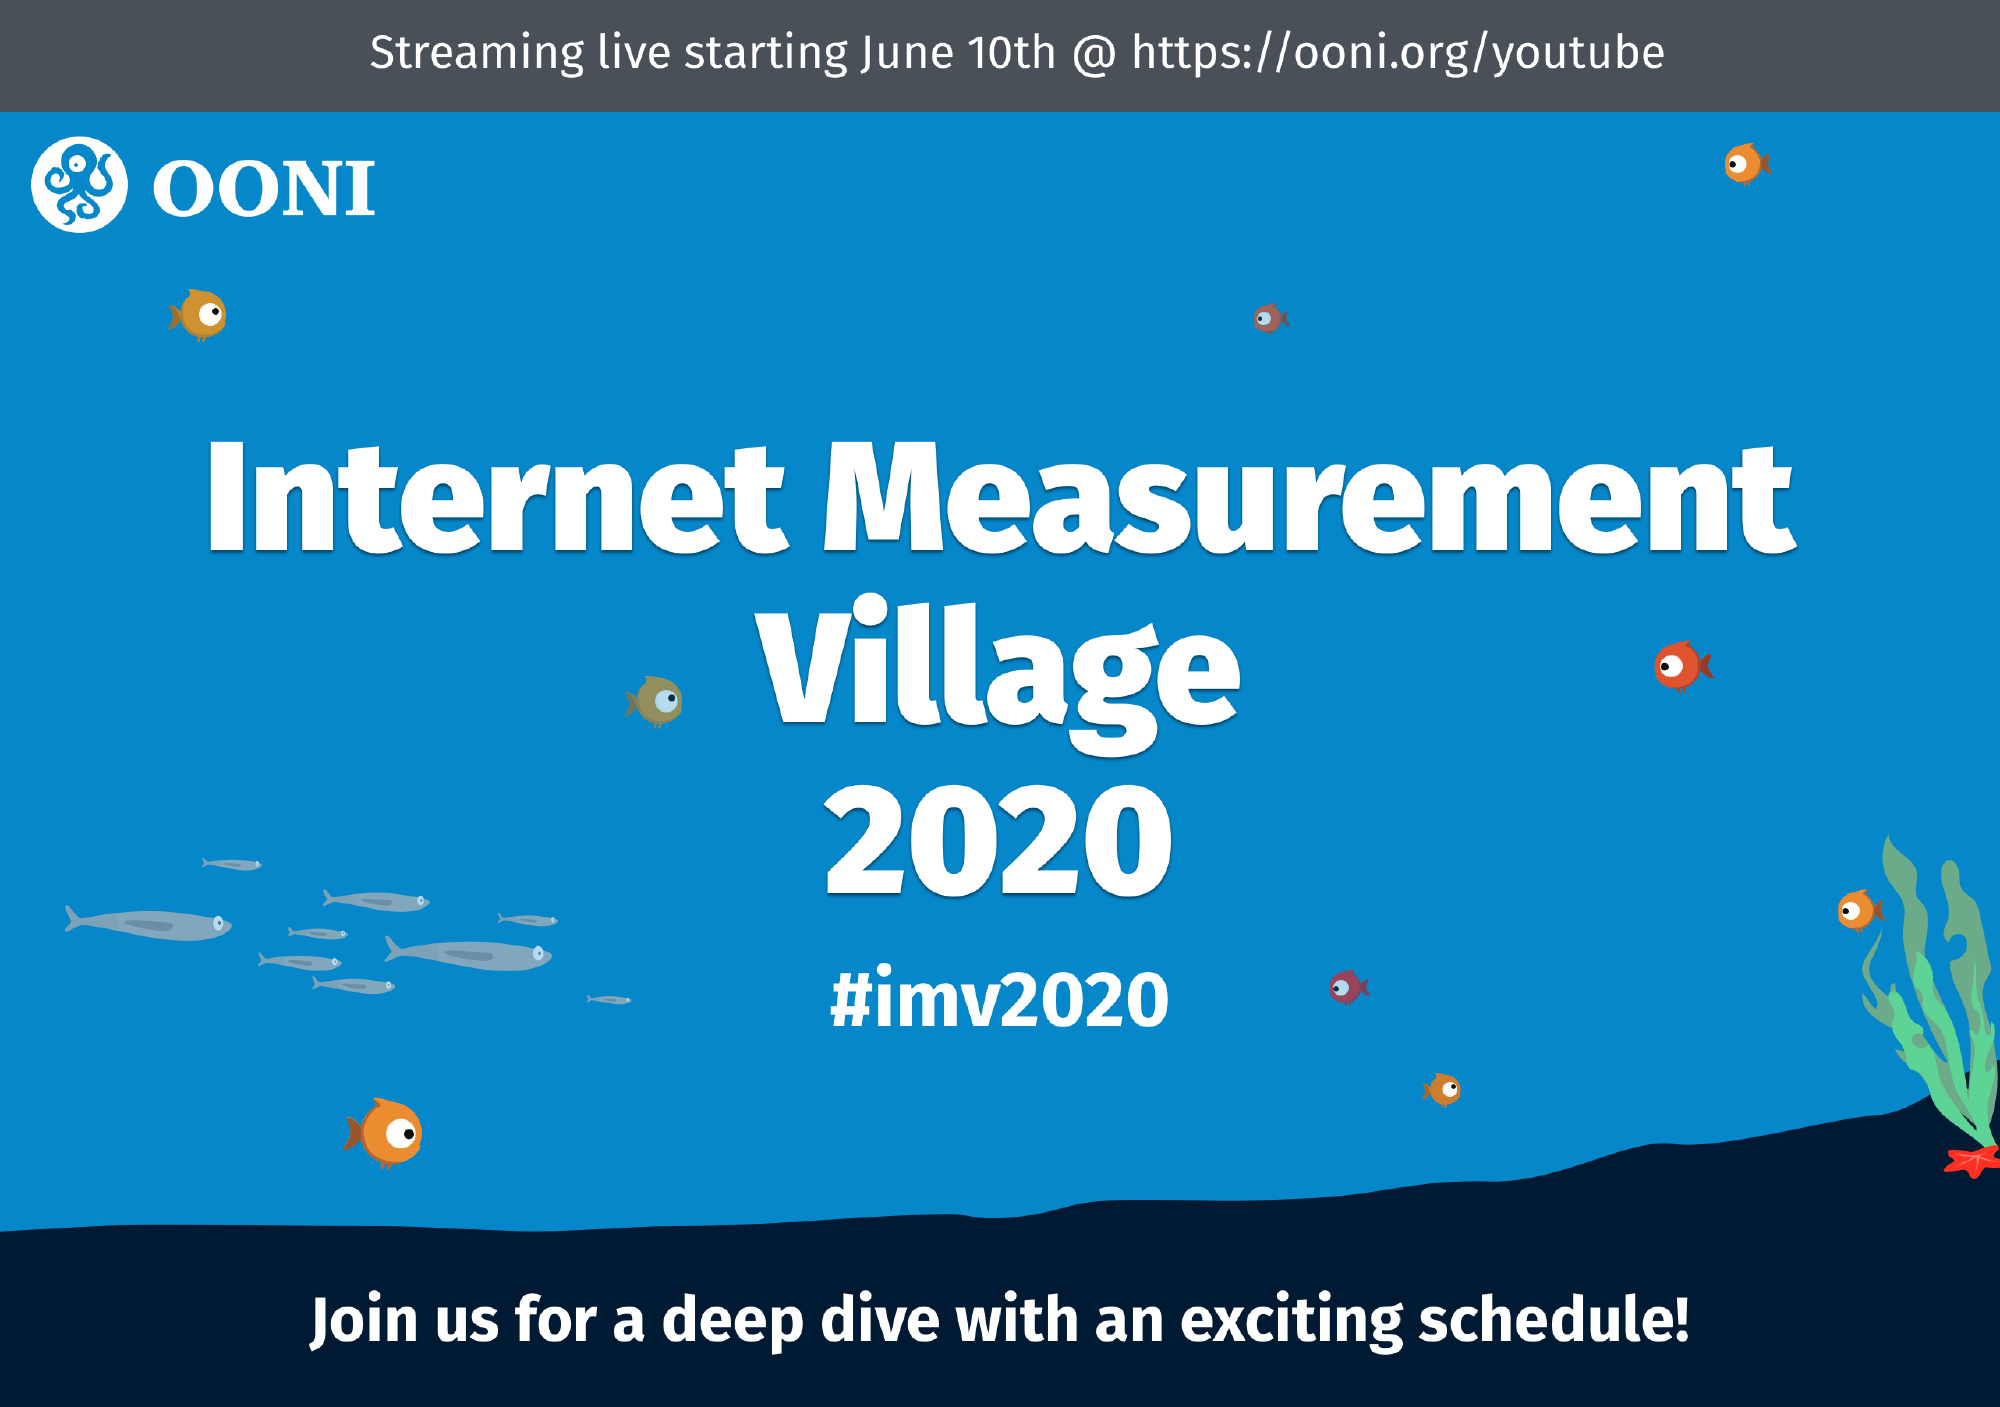 Streaming live starting June 10th @ https://ooni.org/youtube
OONI
Internet Measurement
Village
2020
#imv2020
Join us for a deep dive with an exciting schedule!